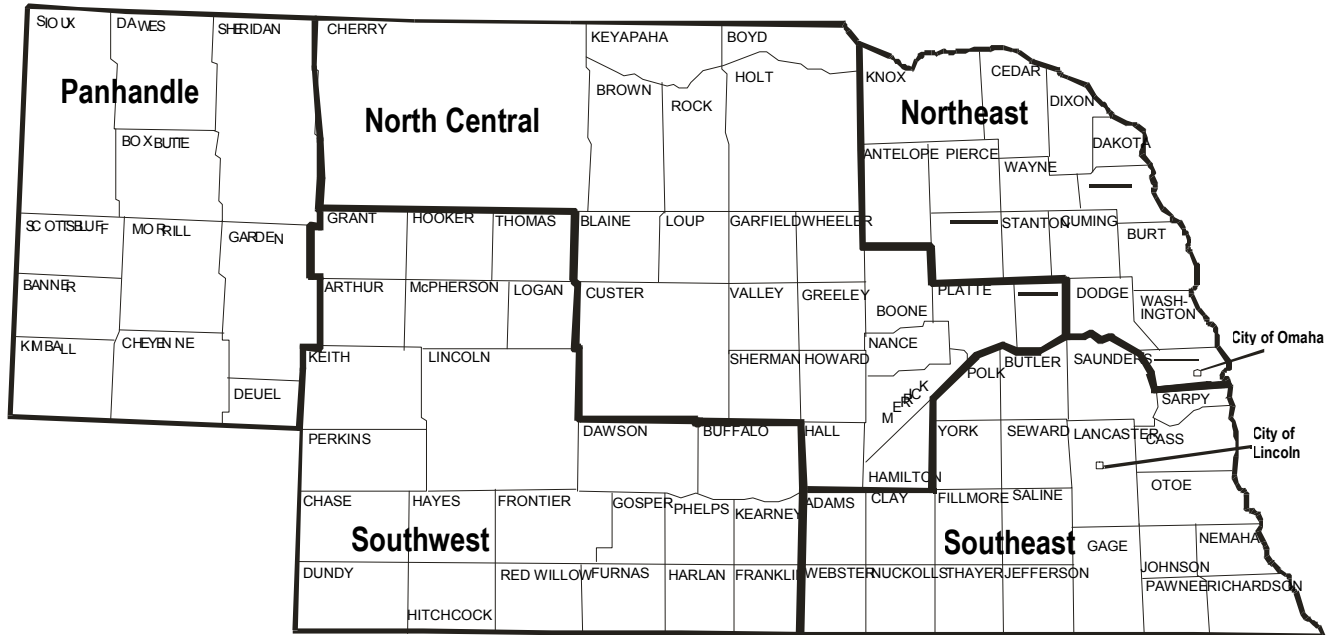 SIOUX
DAWES
SHERIDAN
CHERRY
KEYAPAHA
BOYD
Panhandle
North Central
BROWN
ROCK
HOLT
KNOX
CEDAR
Northeast
DIXON
DAKOTA
BOX BUTTE
ANTELOPE
PIERCE
WAYNE
SCOTTSBLUFF
MORRILL
GARDEN
GRANT
HOOKER
THOMAS
BLAINE
LOUP
GARFIELD
WHEELER
STANTON
CUMING
BURT
BANNER
ARTHUR
McPHERSON
LOGAN
CUSTER
VALLEY
GREELEY
BOONE
PLATTE
DODGE
WASH-
INGTON
KIMBALL
CHEYENNE
DEUEL
KEITH
LINCOLN
SHERMAN
HOWARD
NANCE
MERRICK
POLK
BUTLER
SAUNDERS
City of Omaha
SARPY
PERKINS
DAWSON
BUFFALO
HALL
HAMILTON
YORK
SEWARD
LANCASTER
CASS
City of
Lincoln
CHASE
HAYES
FRONTIER
GOSPER
PHELPS
KEARNEY
ADAMS
CLAY
FILLMORE
SALINE
OTOE
Southwest
Southeast
GAGE
NEMAHA
JOHNSON
DUNDY
HITCHCOCK
RED WILLOW
FURNAS
HARLAN
FRANKLIN
WEBSTER
NUCKOLLS
THAYER
JEFFERSON
PAWNEE
RICHARDSON